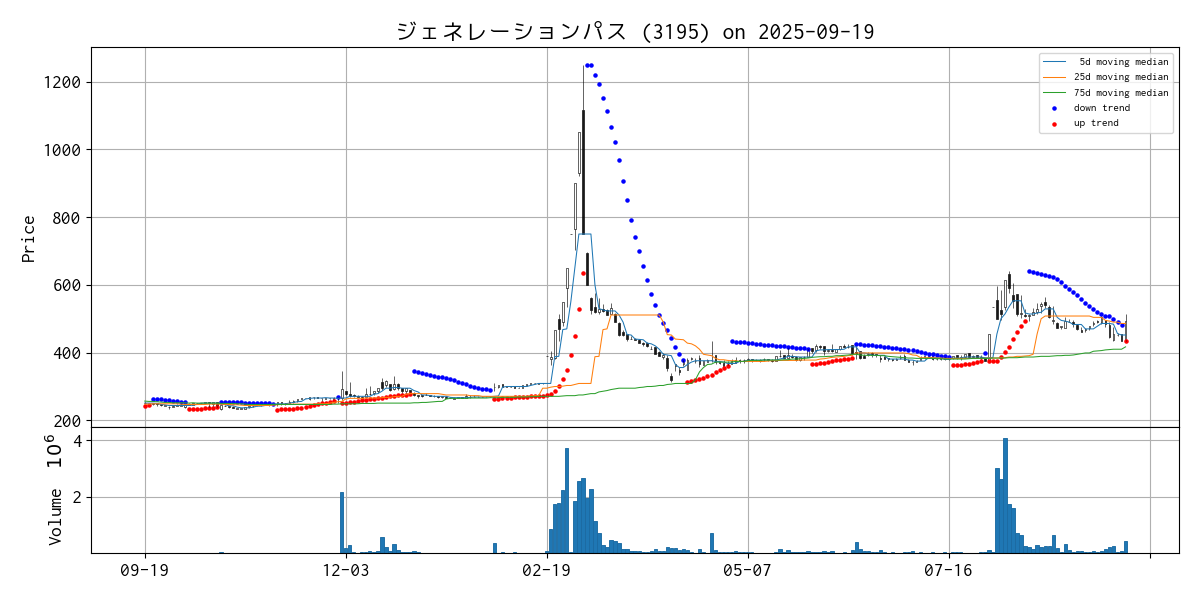 ジェネレーションパス (3195) on 2025-09-19
1200
1000
800
600
400
200
Price
5d moving median
25d moving median
75d moving median
down trend
up trend
4
2
Volume 10^6
09-19
12-03
02-19
05-07
07-16